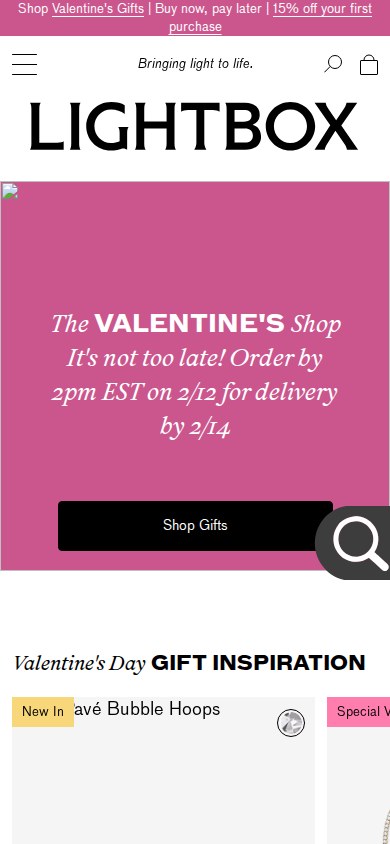 Shop Valentine's Gifts | Buy now, pay later | 15% off your first
purchase
Bringing light to life.
LIGHTBOX
The VALENTINE'S Shop
It's not too late! Order by
2pm EST on 2/12 for delivery
by 2/14
Shop Gifts
Valentine's Day GIFT INSPIRATION
New In
avé Bubble Hoops
Special V